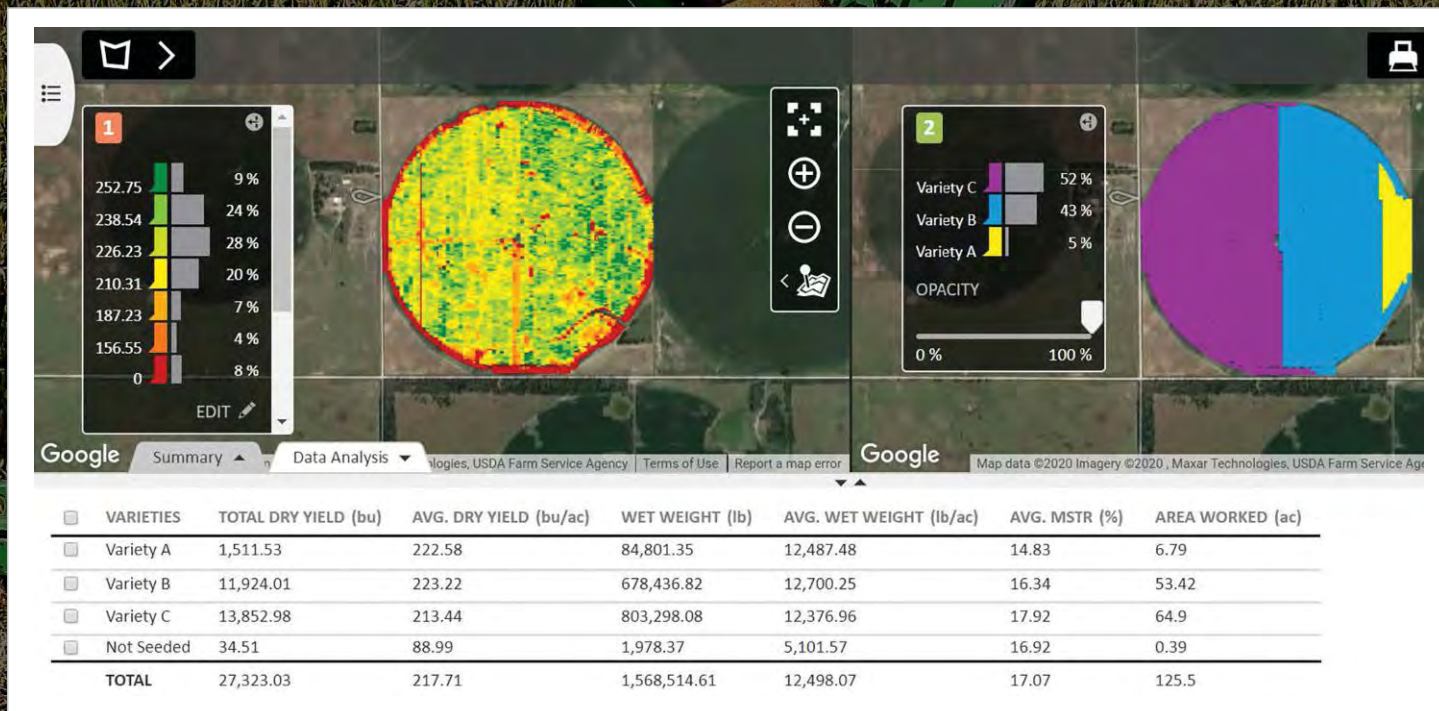 1
252.75 9 %
238.54 24 %
226.23 28 %
210.31 20 %
187.23 7 %
156.55 4 %
0 8 %
EDIT
2
Variety C 52 %
Variety B 43 %
Variety A 5 %
OPACITY
0 % 100 %
Google
Summary Data Analysis
logies, USDA Farm Service Agency Terms of Use Report a map error
Google
Map data ©2020 Imagery ©2020 , Maxar Technologies, USDA Farm Service Age
VARIETIES TOTAL DRY YIELD (bu) AVG. DRY YIELD (bu/ac) WET WEIGHT (lb) AVG. WET WEIGHT (lb/ac) AVG. MSTR (%) AREA WORKED (ac)
Variety A 1,511.53 222.58 84,801.35 12,487.48 14.83 6.79
Variety B 11,924.01 223.22 678,436.82 12,700.25 16.34 53.42
Variety C 13,852.98 213.44 803,298.08 12,376.96 17.92 64.9
Not Seeded 34.51 88.99 1,978.37 5,101.57 16.92 0.39
TOTAL 27,323.03 217.71 1,568,514.61 12,498.07 17.07 125.5